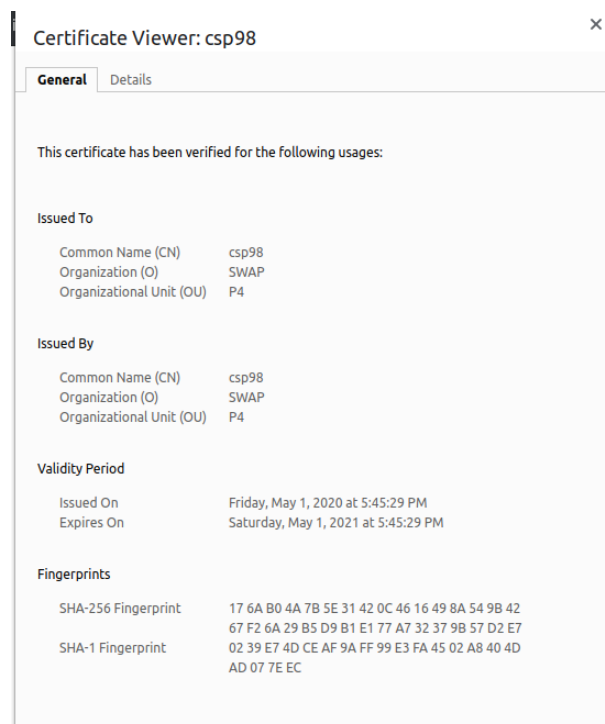 Certificate Viewer: csp98
General Details
This certificate has been verified for the following usages:
Issued To
Common Name (CN) csp98
Organization (O) SWAP
Organizational Unit (OU) P4
Issued By
Common Name (CN) csp98
Organization (O) SWAP
Organizational Unit (OU) P4
Validity Period
Issued On Friday, May 1, 2020 at 5:45:29 PM
Expires On Saturday, May 1, 2021 at 5:45:29 PM
Fingerprints
SHA-256 Fingerprint 17 6A B0 4A 7B 5E 31 42 0C 46 16 49 8A 54 9B 42
67 F2 6A 29 B5 D9 B1 E1 77 A7 32 37 9B 57 D2 E7
SHA-1 Fingerprint 02 39 E7 4D CE AF 9A FF 99 E3 FA 45 02 A8 40 4D
AD 07 7E EC